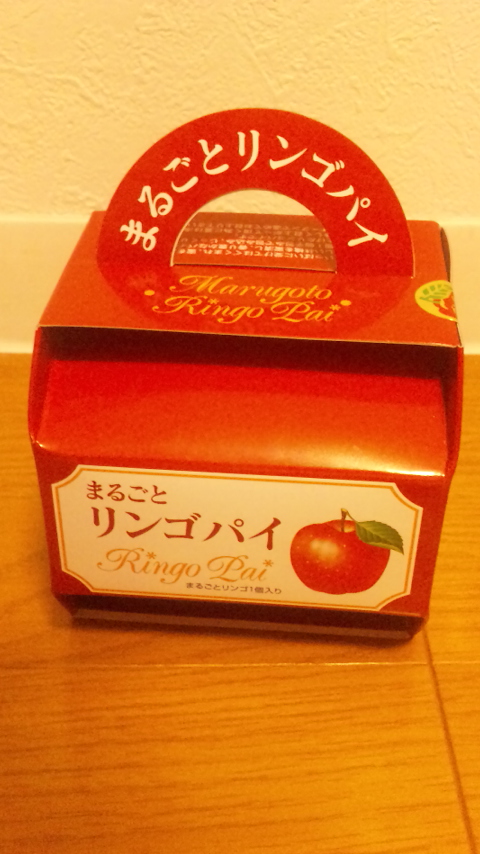 まるごとリンゴパイ
Marugoto
Ringo Pai
まるごと
リンゴパイ
Ringo Pai
まるごとリンゴ1個入り